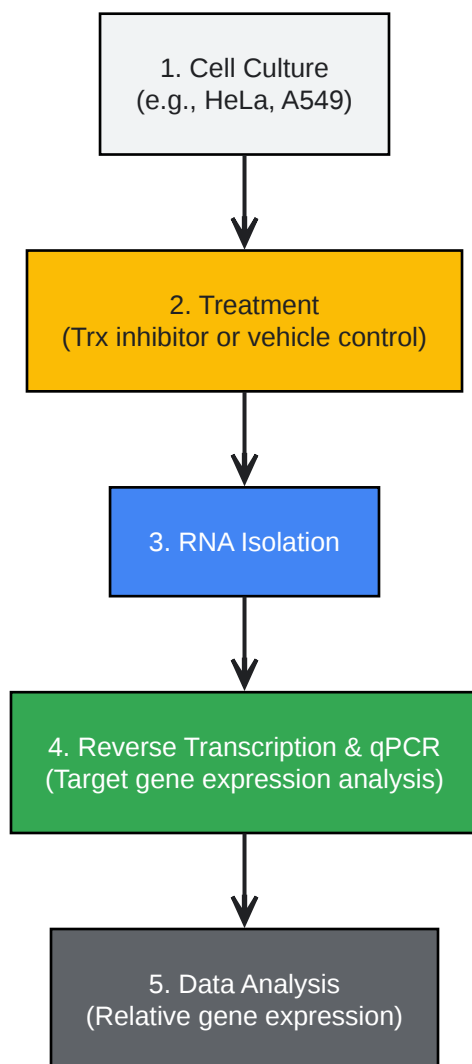 1. Cell Culture
(e.g., HeLa, A549)
2. Treatment
(Trx inhibitor or vehicle control)
3. RNA Isolation
4. Reverse Transcription & qPCR
(Target gene expression analysis)
5. Data Analysis
(Relative gene expression)